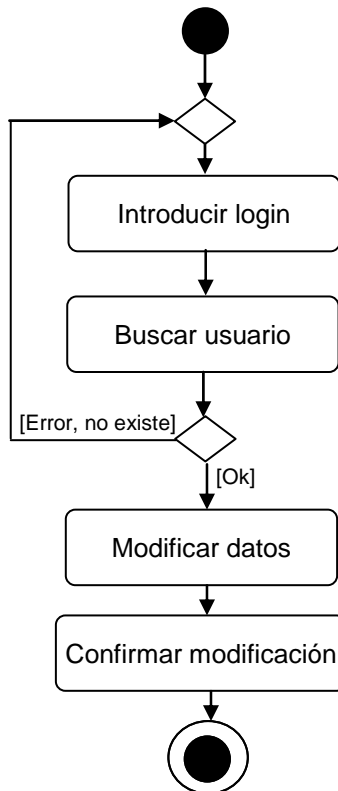 Introducir login
Buscar usuario
[Error, no existe]
[Ok]
Modificar datos
Confirmar modificación